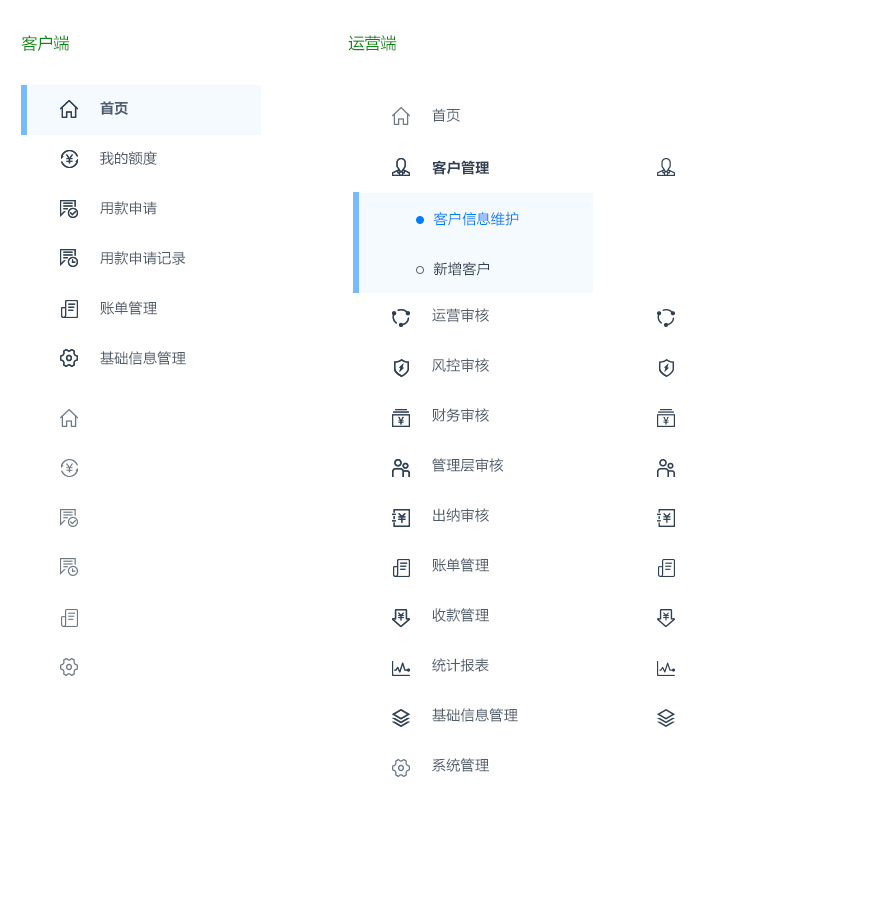 客户端
首页
我的额度
用款申请
用款申请记录
账单管理
基础信息管理
运营端
首页
客户管理
客户信息维护
新增客户
运营审核
风控审核
财务审核
管理层审核
出纳审核
账单管理
收款管理
统计报表
基础信息管理
系统管理